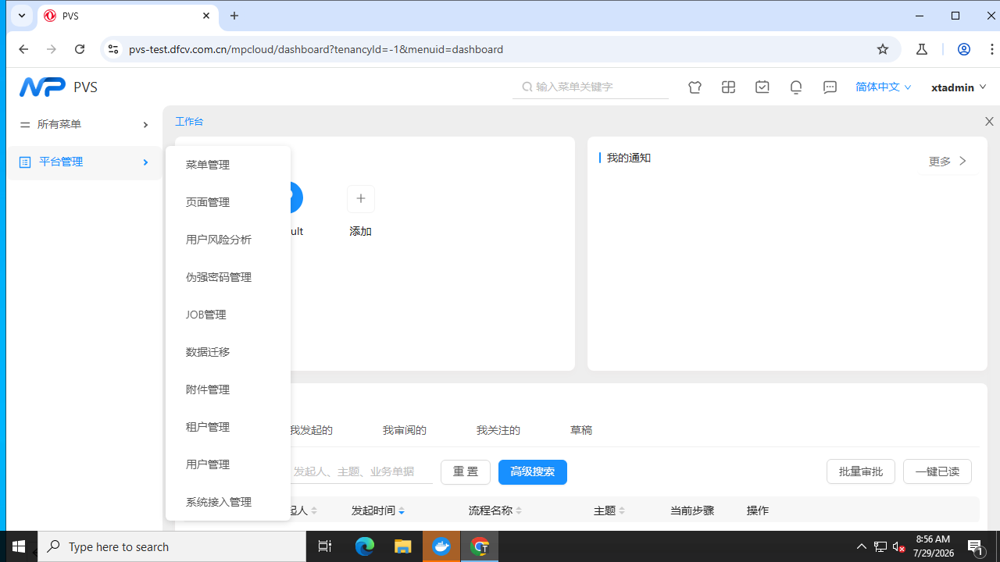 PVS
pvs-test.dfcv.com.cn/mpcloud/dashboard?tenancyId=-1&menuid=dashboard
NP PVS
输入菜单关键字
简体中文
xtadmin
所有菜单
工作台
平台管理
菜单管理
页面管理
用户风险分析
伪强密码管理
JOB管理
数据迁移
附件管理
租户管理
用户管理
系统接入管理
ult
添加
我的通知
更多
我发起的
我审阅的
我关注的
草稿
发起人、主题、业务单据
重 置
高级搜索
批量审批
一键已读
起人
发起时间
流程名称
主题
当前步骤
操作
Type here to search
8:56 AM
7/29/2026
1